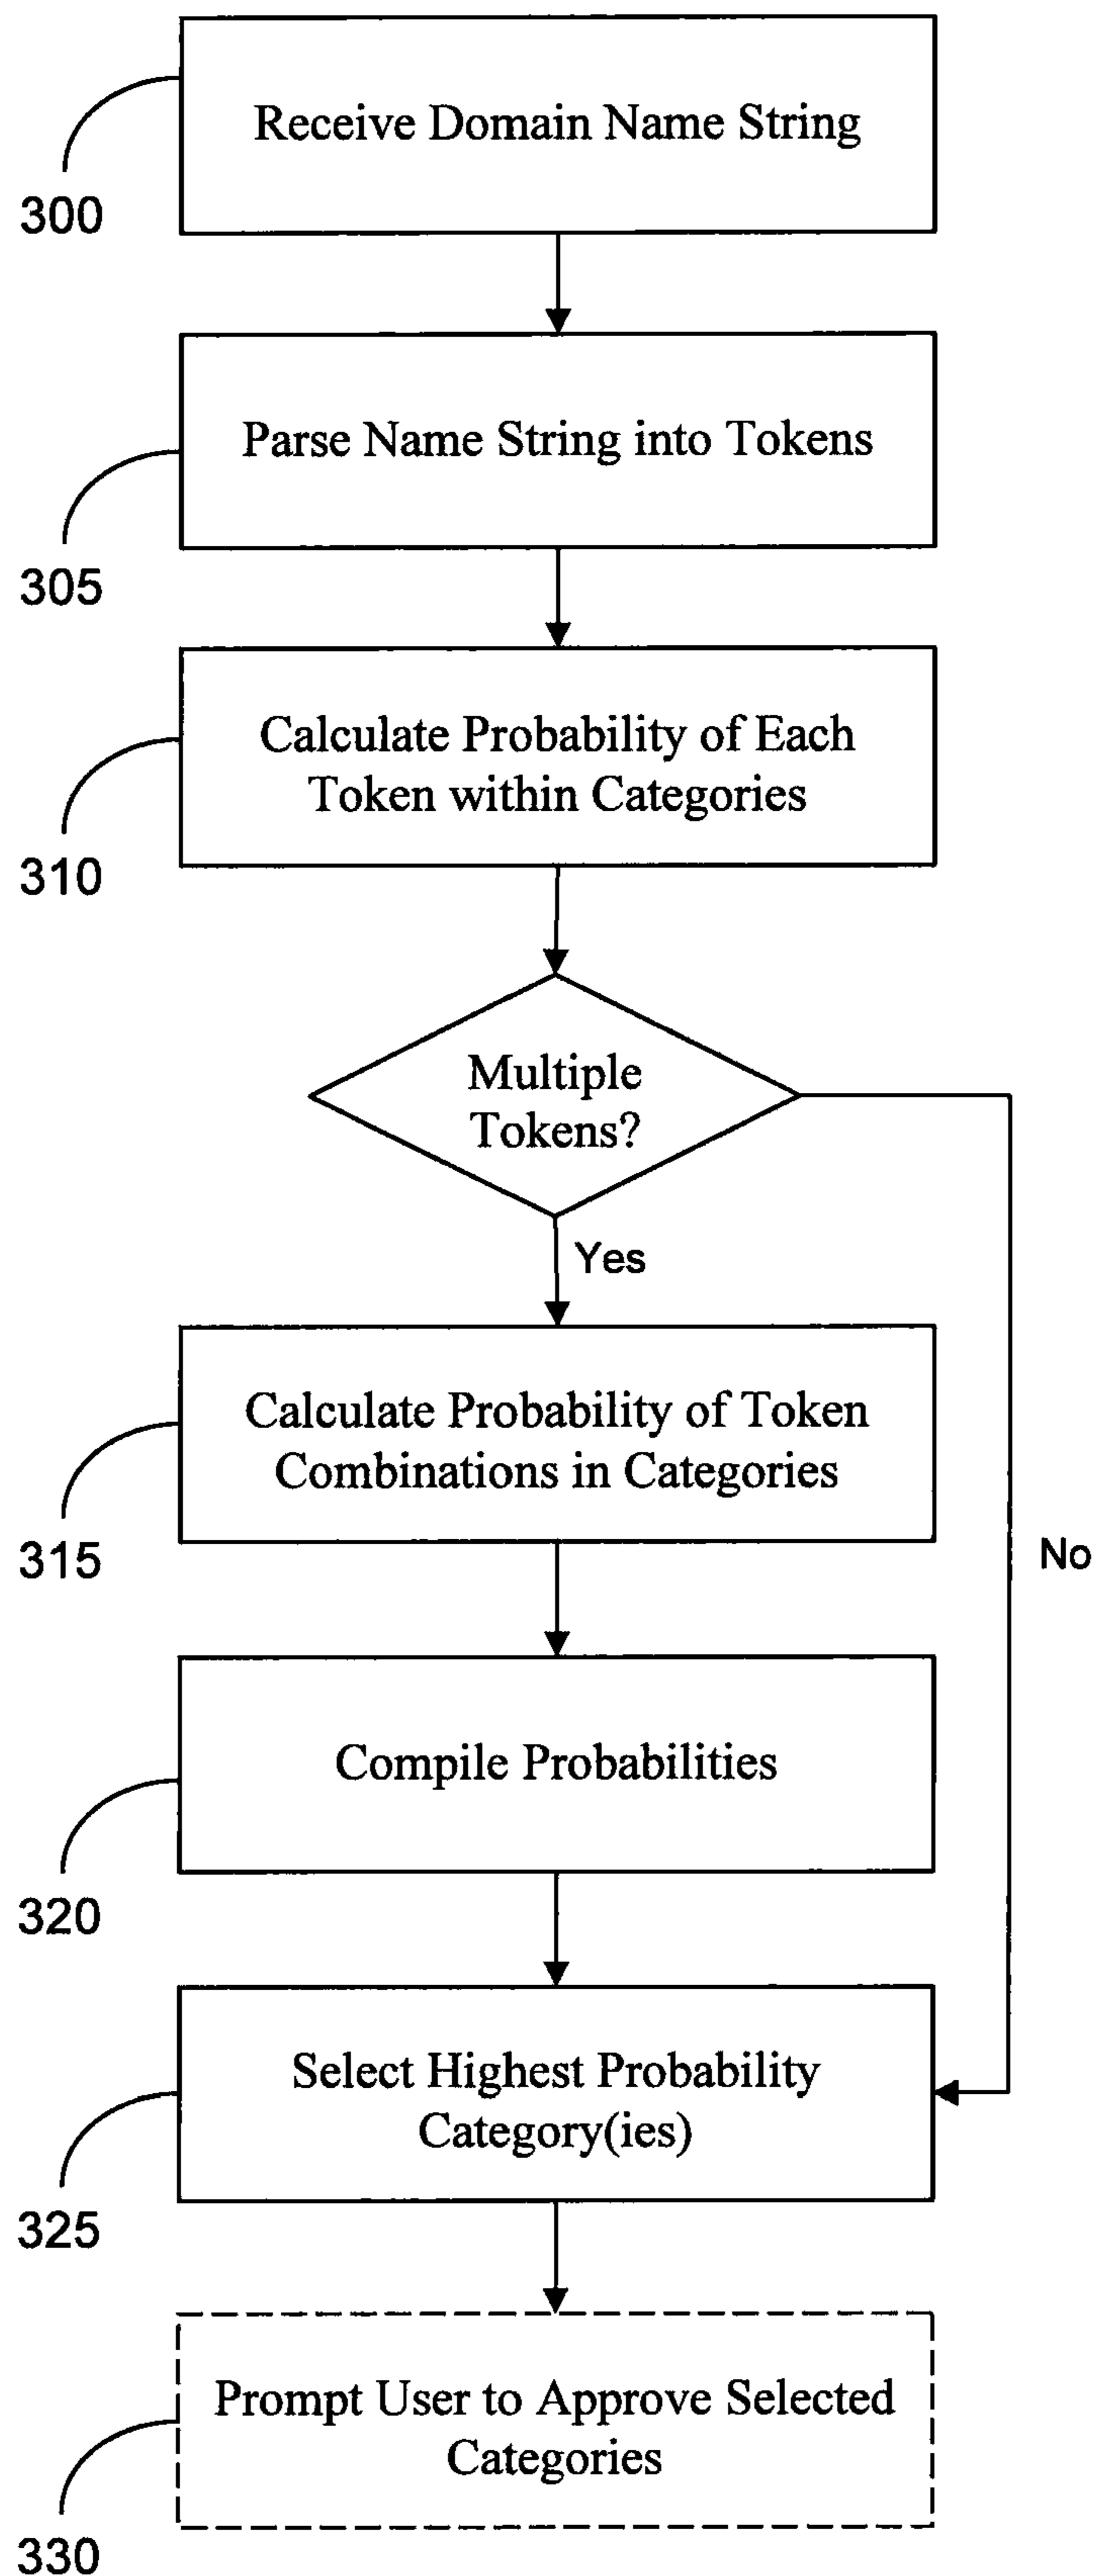 Receive Domain Name String
300
Parse Name String into Tokens
305
Calculate Probability of Each
Token within Categories
310
Multiple
Tokens?
Yes
Calculate Probability of Token
Combinations in Categories
315
No
Compile Probabilities
320
Select Highest Probability
Category(ies)
325
Prompt User to Approve Selected
Categories
330